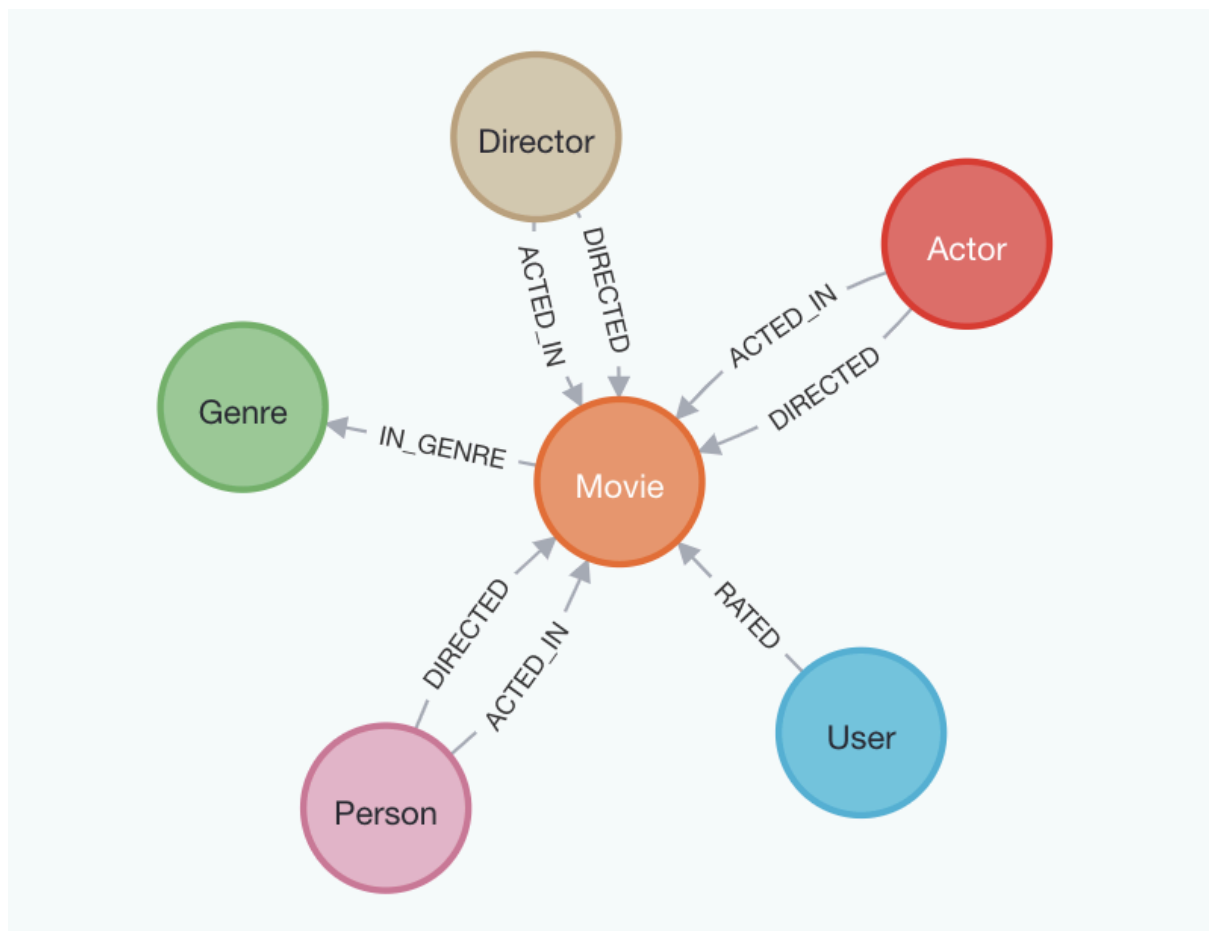 Director
Actor
DIRECTED
ACTED_IN
ACTED_IN
DIRECTED
Genre
IN_GENRE
Movie
DIRECTED
ACTED_IN
RATED
User
Person